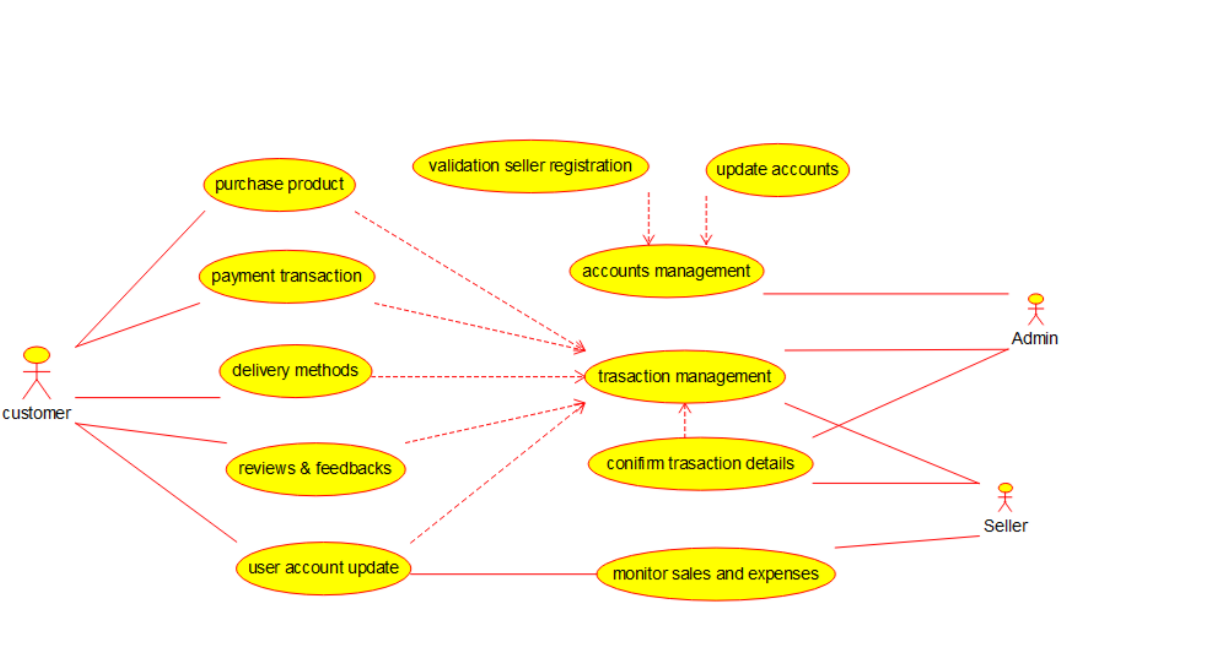 validation seller registration
update accounts
purchase product
accounts management
payment transaction
Admin
delivery methods
trasaction management
customer
conifirm trasaction details
reviews & feedbacks
Seller
user account update
monitor sales and expenses